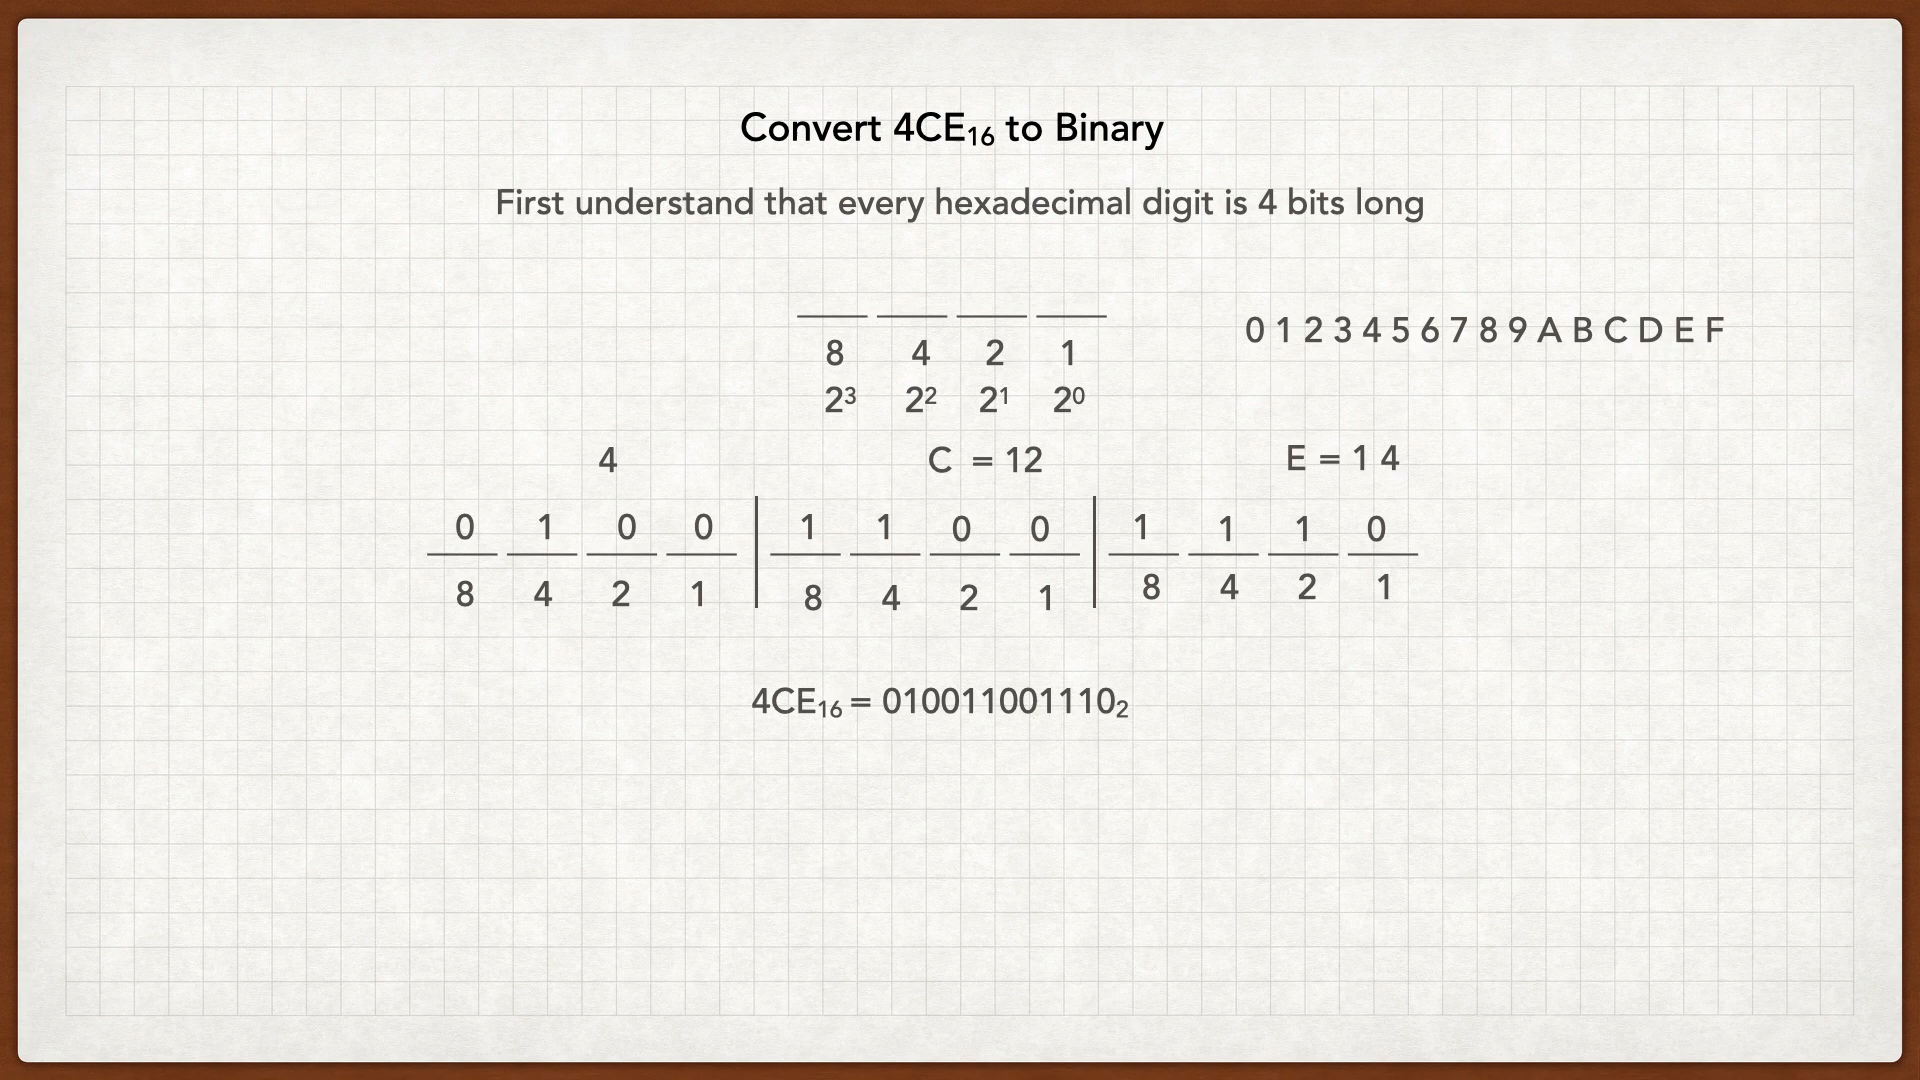 Convert 4CE₁₆ to Binary
First understand that every hexadecimal digit is 4 bits long
0 1 2 3 4 5 6 7 8 9 A B C D E F
8 4 2 1
2³ 2² 2¹ 2⁰
4 C = 12 E = 1 4
0 1 0 0 1 1 0 0 1 1 1 0
8 4 2 1 8 4 2 1 8 4 2 1
4CE₁₆ = 010011001110₂